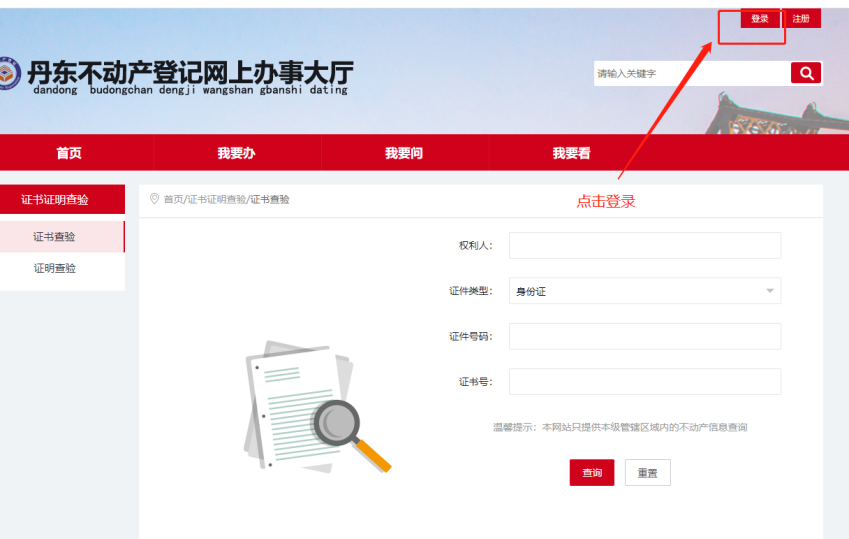 登录 注册
丹东不动产登记网上办事大厅
dandong budongchan dengji wangshan gbanshi dating
请输入关键字
首页 我要办 我要问 我要看
证书证明查验
首页/证书证明查验/证书查验
点击登录
证书查验
证明查验
权利人：
证件类型： 身份证
证件号码：
证书号：
温馨提示：本网站只提供本级管辖区域内的不动产信息查询
查询 重置